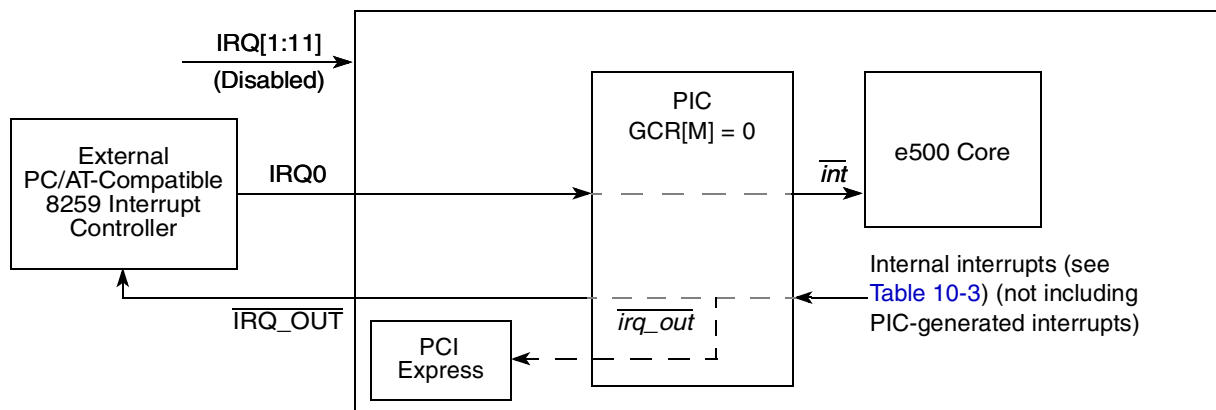 IRQ[1:11]
(Disabled)
PIC
GCR[M] = 0
External
PC/AT-Compatible
8259 Interrupt
Controller
IRQ0
int
e500 Core
Internal interrupts (see
Table 10-3) (not including
PIC-generated interrupts)
IRQ_OUT
irq_out
PCI
Express